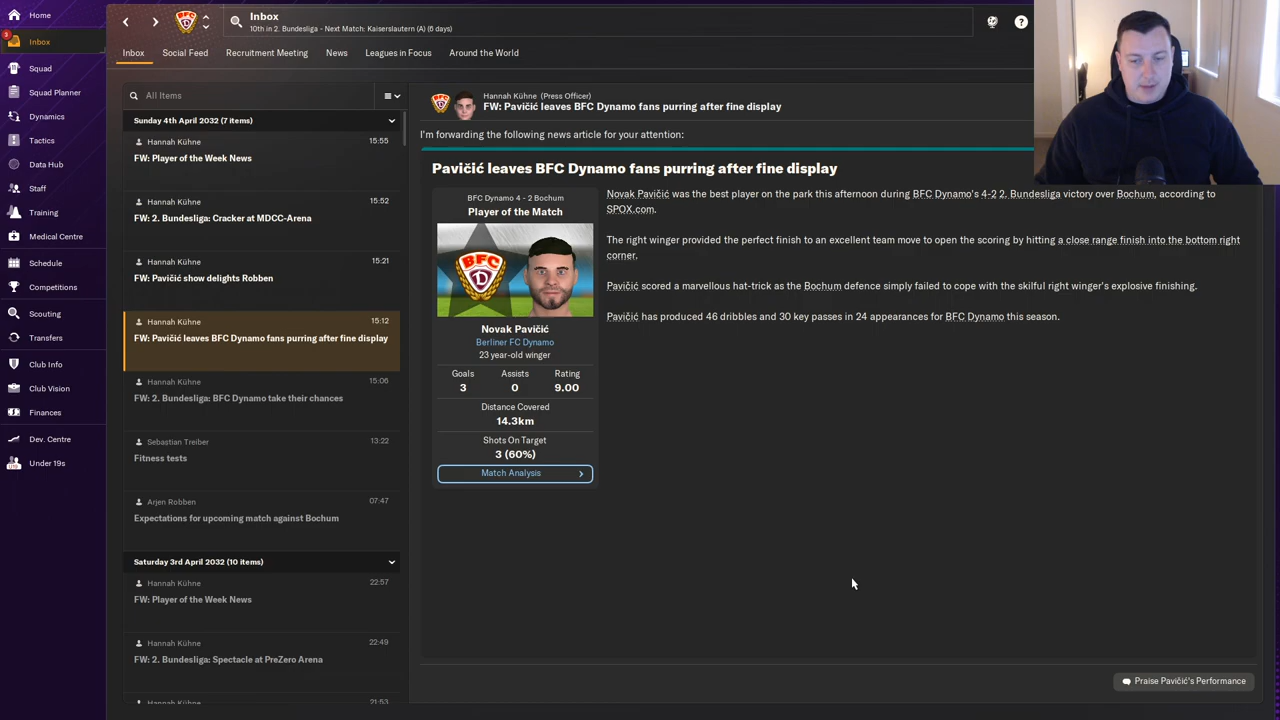 Home
3
Inbox
Squad
Squad Planner
Dynamics
Tactics
Data Hub
Staff
Training
Medical Centre
Schedule
Competitions
Scouting
Transfers
Club Info
Club Vision
Finances
Dev. Centre
Under 19s
Inbox
10th in 2. Bundesliga - Next Match: Kaiserslautern (A) (6 days)
Inbox Social Feed Recruitment Meeting News Leagues in Focus Around the World
All Items
Sunday 4th April 2032 (7 items)
Hannah Kühne 15:55
FW: Player of the Week News
Hannah Kühne 15:52
FW: 2. Bundesliga: Cracker at MDCC-Arena
Hannah Kühne 15:21
FW: Pavičić show delights Robben
Hannah Kühne 15:12
FW: Pavičić leaves BFC Dynamo fans purring after fine display
Hannah Kühne 15:06
FW: 2. Bundesliga: BFC Dynamo take their chances
Sebastian Treiber 13:22
Fitness tests
Arjen Robben 07:47
Expectations for upcoming match against Bochum
Saturday 3rd April 2032 (10 items)
Hannah Kühne 22:57
FW: Player of the Week News
Hannah Kühne 22:49
FW: 2. Bundesliga: Spectacle at PreZero Arena
Hannah Kühne 21:53
Hannah Kühne (Press Officer)
FW: Pavičić leaves BFC Dynamo fans purring after fine display
I'm forwarding the following news article for your attention:
Pavičić leaves BFC Dynamo fans purring after fine display
BFC Dynamo 4 - 2 Bochum
Player of the Match
BFC
D
Novak Pavičić
Berliner FC Dynamo
23 year-old winger
Goals Assists Rating
3 0 9.00
Distance Covered
14.3km
Shots On Target
3 (60%)
Match Analysis
Novak Pavičić was the best player on the park this afternoon during BFC Dynamo's 4-2 2. Bundesliga victory over Bochum, according to
SPOX.com.
The right winger provided the perfect finish to an excellent team move to open the scoring by hitting a close range finish into the bottom right
corner.
Pavičić scored a marvellous hat-trick as the Bochum defence simply failed to cope with the skilful right winger's explosive finishing.
Pavičić has produced 46 dribbles and 30 key passes in 24 appearances for BFC Dynamo this season.
Praise Pavičić's Performance